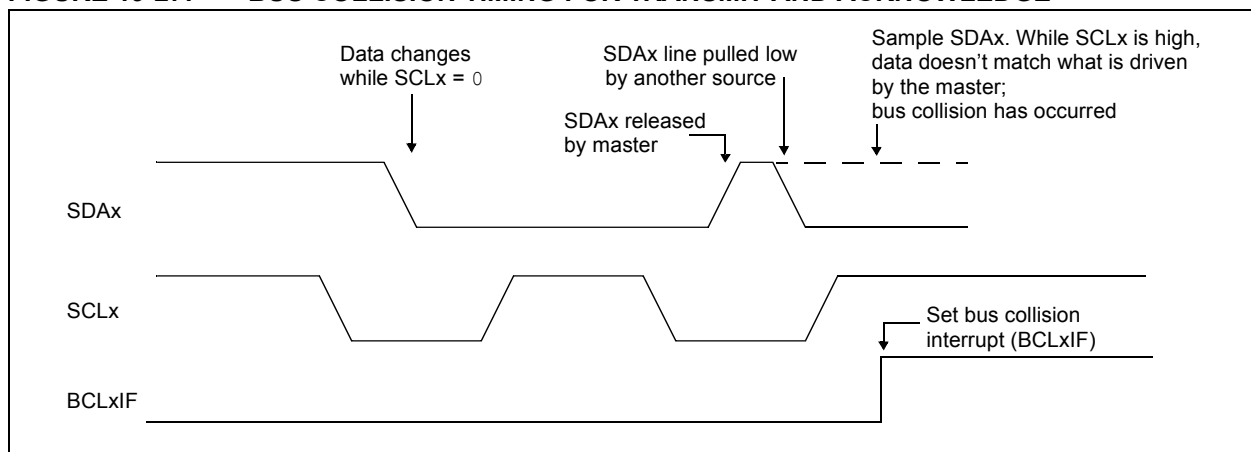 Data changes
while SCLx = 0
SDAx line pulled low
by another source
SDAx released
by master
Sample SDAx. While SCLx is high,
data doesn't match what is driven
by the master;
bus collision has occurred
SDAx
SCLx
Set bus collision
interrupt (BCLxIF)
BCLxIF